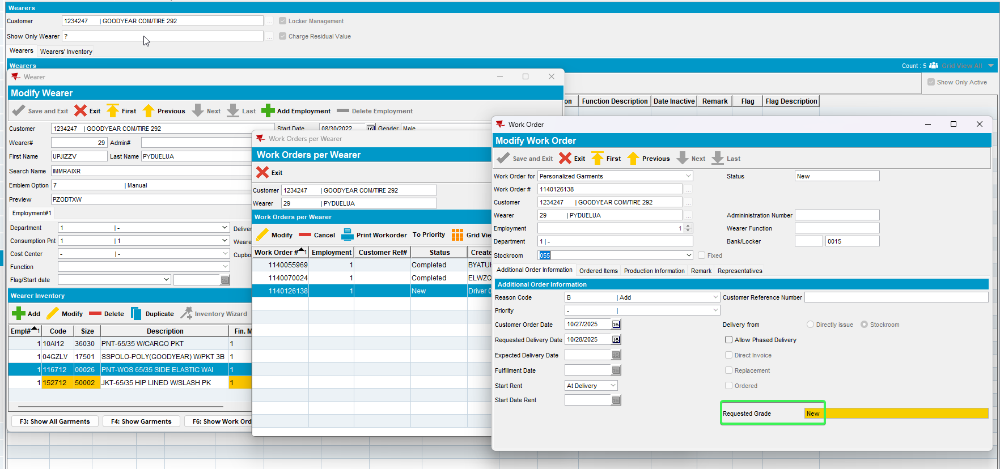 Wearers
Customer 1234247 | GOODYEAR COM/TIRE 292 ... Locker Management
Show Only Wearer ? ... Charge Residual Value
Wearers Wearers' Inventory
Wearers Count : 5 Grid View All
Show Only Active
on Function Description Date Inactive Remark Flag Flag Description
Wearer
Modify Wearer
Save and Exit Exit First Previous Next Last Add Employment Delete Employment
Customer 1234247 | GOODYEAR COM/TIRE 292 Start Date 08/30/2022 16 Gender Male
Wearer# 29 Admin#
First Name UPJIZZV Last Name PYDUELUA
Search Name IMMRAIXR
Emblem Option 7 | Manual
Preview PZODTXW
Employment#1
Department 1 | - Deliver
Consumption Pnt 1 | 1 Weare
Cost Center - | - Cupbo
Function
Flag/Start date 16
Wearer Inventory
Add Modify Delete Duplicate Inventory Wizard
Empl# 1 Code Size Description Fin. M
1 10AI12 36030 PNT-65/35 W/CARGO PKT 1
1 04GZLV 17501 SSPOLO-POLY(GOODYEAR) W/PKT 3B 1
1 116712 00026 PNT-WOS 65/35 SIDE ELASTIC WAI 1
1 152712 50002 JKT-65/35 HIP LINED W/SLASH PK 1
F3: Show All Garments F4: Show Garments F6: Show Work Ord
Work Orders per Wearer
Work Orders per Wearer
Exit
Customer 1234247 | GOODYEAR COM/TIRE 292
Wearer 29 | PYDUELUA
Work Orders per Wearer
Modify Cancel Print Workorder To Priority Grid Vie
Work Order # 1 Employment Customer Ref# Status Create
1140055969 1 Completed BYATUH
1140070024 1 Completed ELWZQ
1140126138 1 New Driver 0
Work Order
Modify Work Order
Save and Exit Exit First Previous Next Last
Work Order for Personalized Garments Status New
Work Order # 1140126138 ...
Customer 1234247 | GOODYEAR COM/TIRE 292 ...
Wearer 29 | PYDUELUA ... Admininistration Number
Employment 1 Wearer Function
Department 1 | - Bank/Locker 0015
Stockroom 055 Fixed
Additional Order Information Ordered Items Production Information Remark Representatives
Additional Order Information
Reason Code B | Add Customer Reference Number
Priority - |
Customer Order Date 10/27/2025 16 Delivery from Directly issue Stockroom
Requested Delivery Date 10/28/2025 16 Allow Phased Delivery
Expected Delivery Date 16 Direct Invoice
Fulfillment Date 16 Replacement
Start Rent At Delivery Ordered
Start Date Rent 16
Requested Grade New